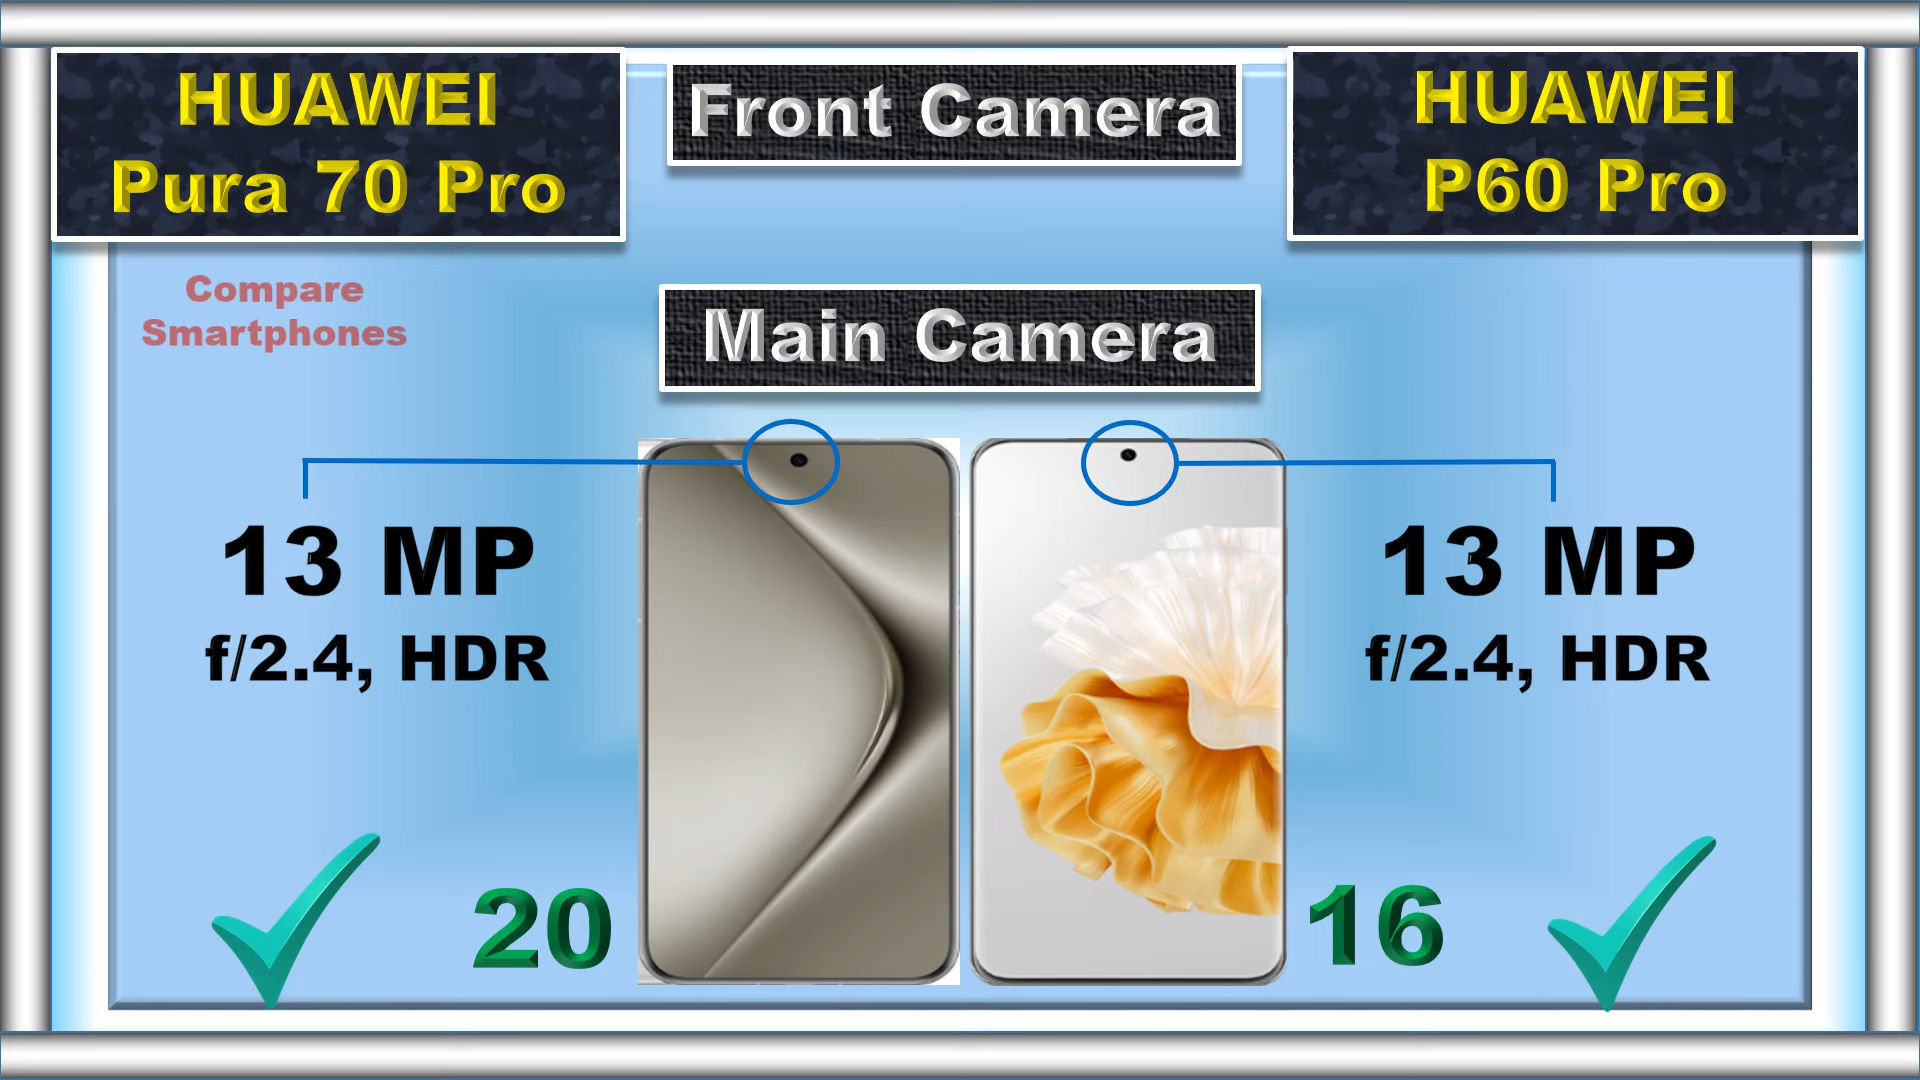 HUAWEI
Pura 70 Pro
Front Camera
HUAWEI
P60 Pro
Compare
Smartphones
Main Camera
13 MP
f/2.4, HDR
13 MP
f/2.4, HDR
20
16